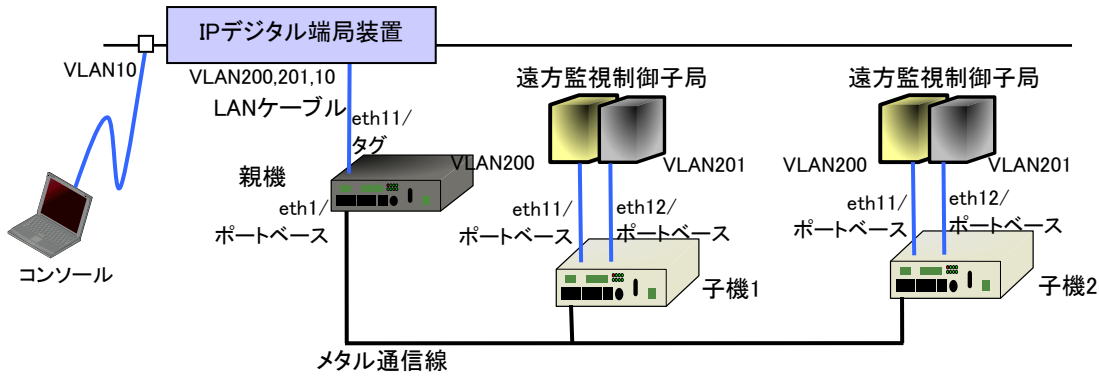 IPデジタル端局装置
VLAN10
VLAN200,201,10
LANケーブル
eth11/
タグ
親機
eth1/
ポートベース
コンソール
メタル通信線
遠方監視制御子局
VLAN200
VLAN201
eth11/
ポートベース
eth12/
ポートベース
子機1
遠方監視制御子局
VLAN200
VLAN201
eth11/
ポートベース
eth12/
ポートベース
子機2